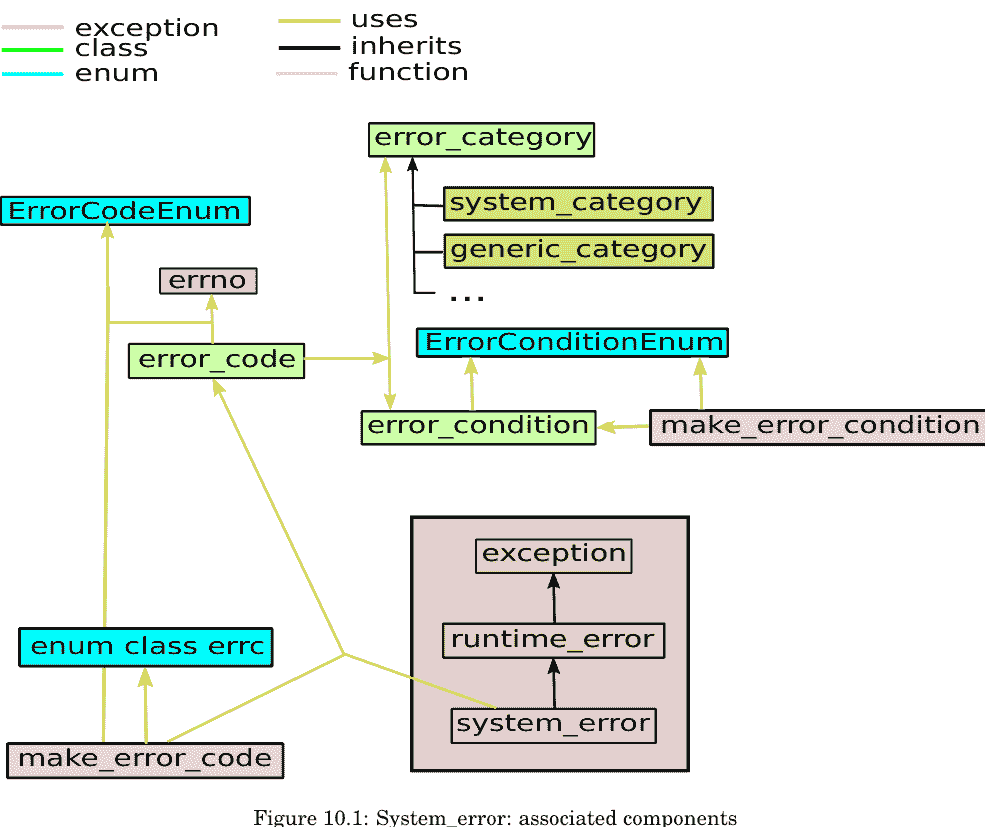 exception
class
enum
uses
inherits
function
error_category
system_category
generic_category
...
ErrorCodeEnum
errno
error_code
ErrorConditionEnum
error_condition
make_error_condition
exception
runtime_error
system_error
enum class errc
make_error_code
Figure 10.1: System_error: associated components